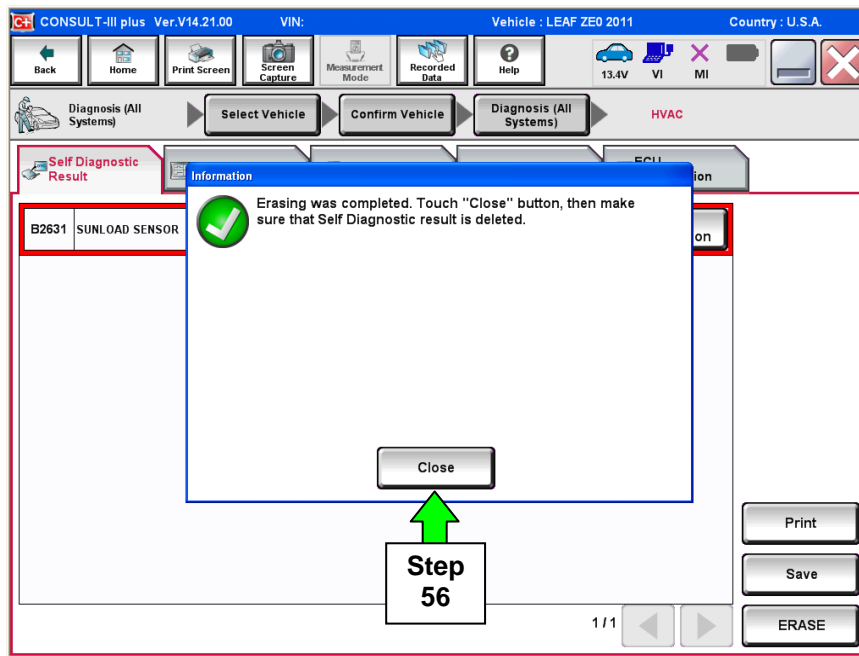 CONSULT-III plus Ver.V14.21.00 VIN: Vehicle : LEAF ZE0 2011 Country : U.S.A.
Back
Home
Print Screen
Screen
Capture
Measurement
Mode
Recorded
Data
Help
13.4V
VI
MI
Diagnosis (All
Systems)
Select Vehicle
Confirm Vehicle
Diagnosis (All
Systems)
HVAC
Self Diagnostic
Result
ECU
ion
Information
Erasing was completed. Touch "Close" button, then make
sure that Self Diagnostic result is deleted.
B2631 SUNLOAD SENSOR
on
Close
Step
56
Print
Save
1/1
ERASE